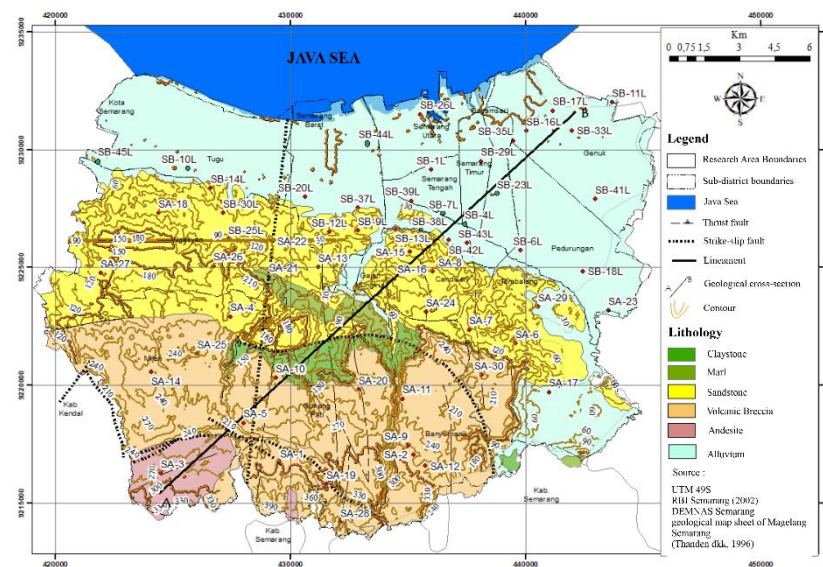 420000 430000 440000 450000
9235000
9230000
9225000
9220000
9215000
JAVA SEA
Kota
Semarang
Semarang
Barat
SB-26L
Semarang
Utara
SB-17L
SB-11L
SB-16L
B
SB-35L
SB-33L
SB-44L
Genuk
SB-29L
SB-45L
SB-10L
Tugu
SB-1L
Semarang
Tengah
Semarang
Timur
SB-14L
SB-20L
SB-23L
SB-41L
SB-37L
SB-39L
SB-7L
SA-18
SB-30L
SB-4L
SB-12L
SB-9L
SB-38L
SB-25L
SB-13L
SB-43L
SB-42L
SB-6L
Pedurungan
SA-22
SA-15
SA-26
SA-13
SA-8
SA-27
SA-21
SA-16
SB-18L
SA-4
SA-24
SA-29
SA-23
SA-7
SA-6
SA-25
Mijen
SA-14
SA-10
SA-20
SA-30
SA-17
SA-11
Kab.
Kendal
SA-5
SA-9
Banyumanik
SA-3
SA-1
SA-2
SA-12
SA-19
A
SA-28
Kab.
Semarang
Kab.
Semarang
420000 430000 440000 450000
Km
0 0,75 1,5 3 4,5 6
N
W E
S
Legend
Research Area Boundaries
Sub-district boundaries
Java Sea
Thrust fault
Strike-slip fault
Lineament
A B Geological cross-section
Contour
Lithology
Claystone
Marl
Sandstone
Volcanic Breccia
Andesite
Alluvium
Source :
UTM 49S
RBI Semarang (2002)
DEMNAS Semarang
geological map sheet of Magelang
Semarang
(Thanden dkk, 1996)